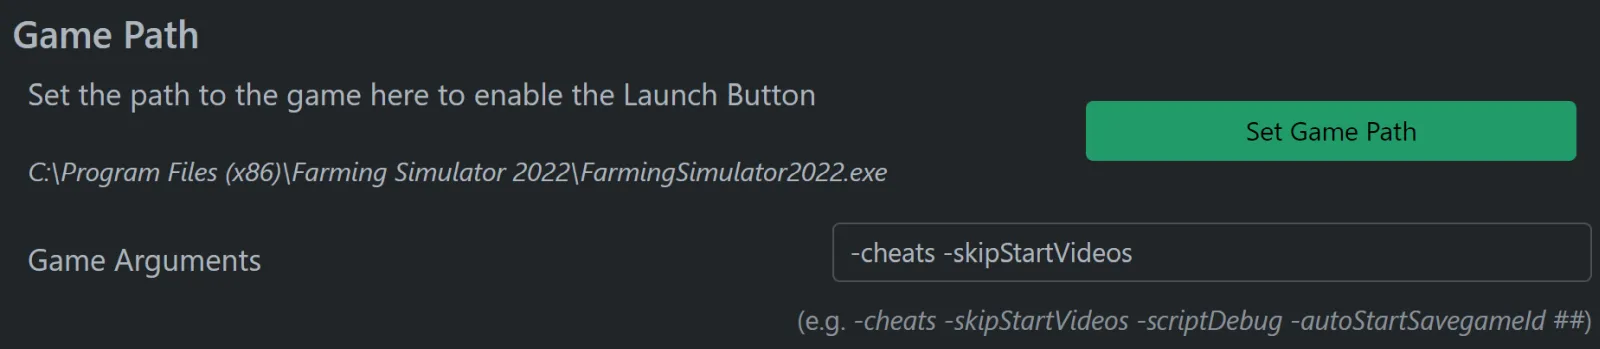 Game Path
Set the path to the game here to enable the Launch Button
Set Game Path
C:\Program Files (x86)\Farming Simulator 2022\FarmingSimulator2022.exe
Game Arguments
-cheats -skipStartVideos
(e.g. -cheats -skipStartVideos -scriptDebug -autoStartSavegameId ##)